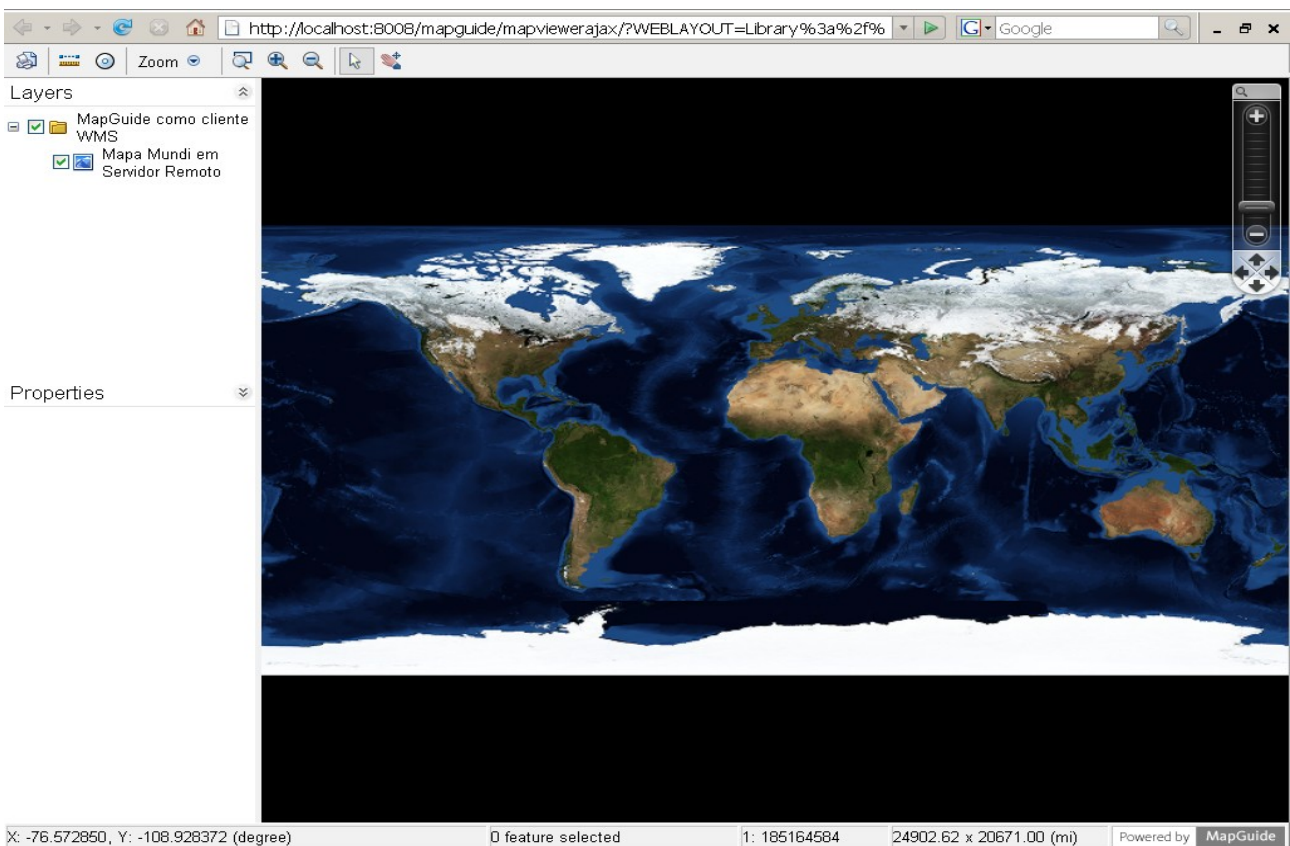 http://localhost:8008/mapguide/mapviewerajax/?WEBLAYOUT=Library%3a%2f%
G
Google
Zoom
Layers
MapGuide como cliente
WMS
Mapa Mundi em
Servidor Remoto
Properties
X: -76.572850, Y: -108.928372 (degree)
0 feature selected
1: 185164584
24902.62 x 20671.00 (mi)
Powered by
MapGuide